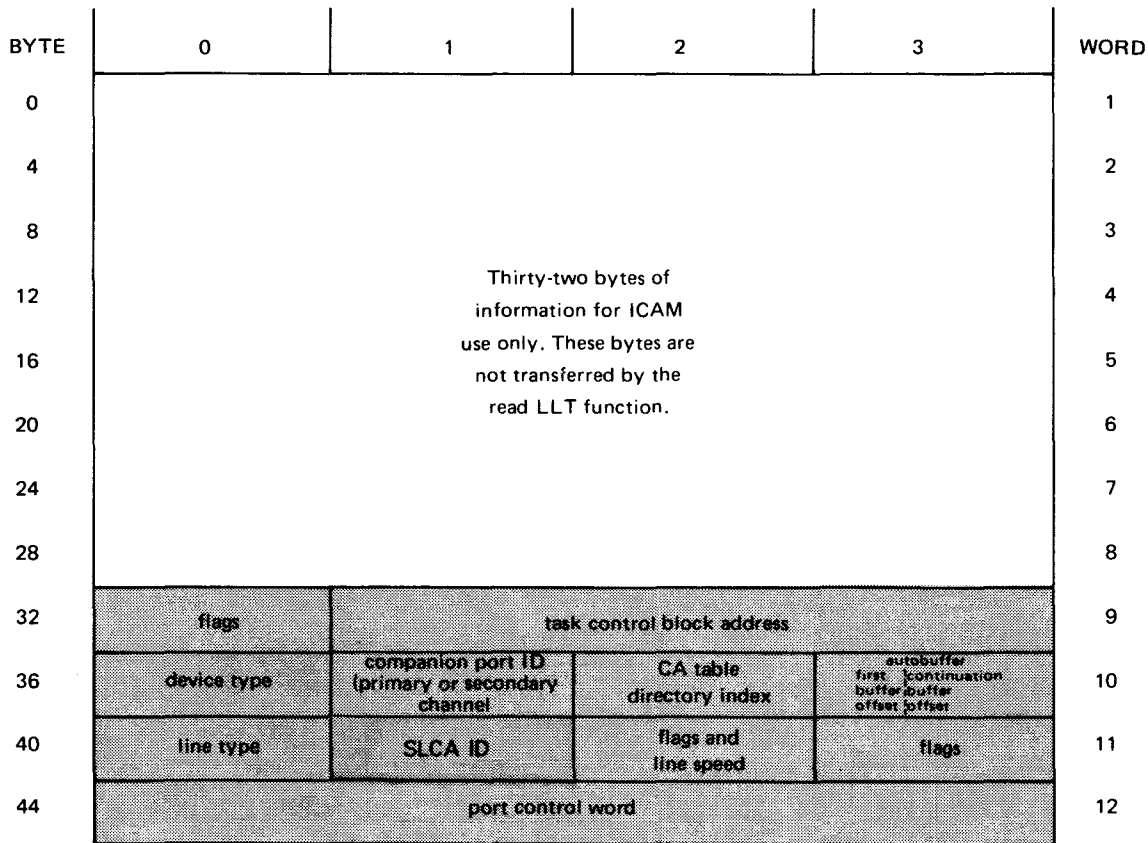 BYTE 0 1 2 3 WORD
0 1
4 2
8 3
Thirty-two bytes of
12 information for ICAM 4
use only. These bytes are
16 not transferred by the 5
read LLT function.
20 6
24 7
28 8
32 flags task control block address 9
companion port ID CA table autobuffer
36 device type (primary or secondary directory index first continuation 10
channel buffer buffer
offset offset
40 line type SLCA ID flags and flags 11
line speed
44 port control word 12